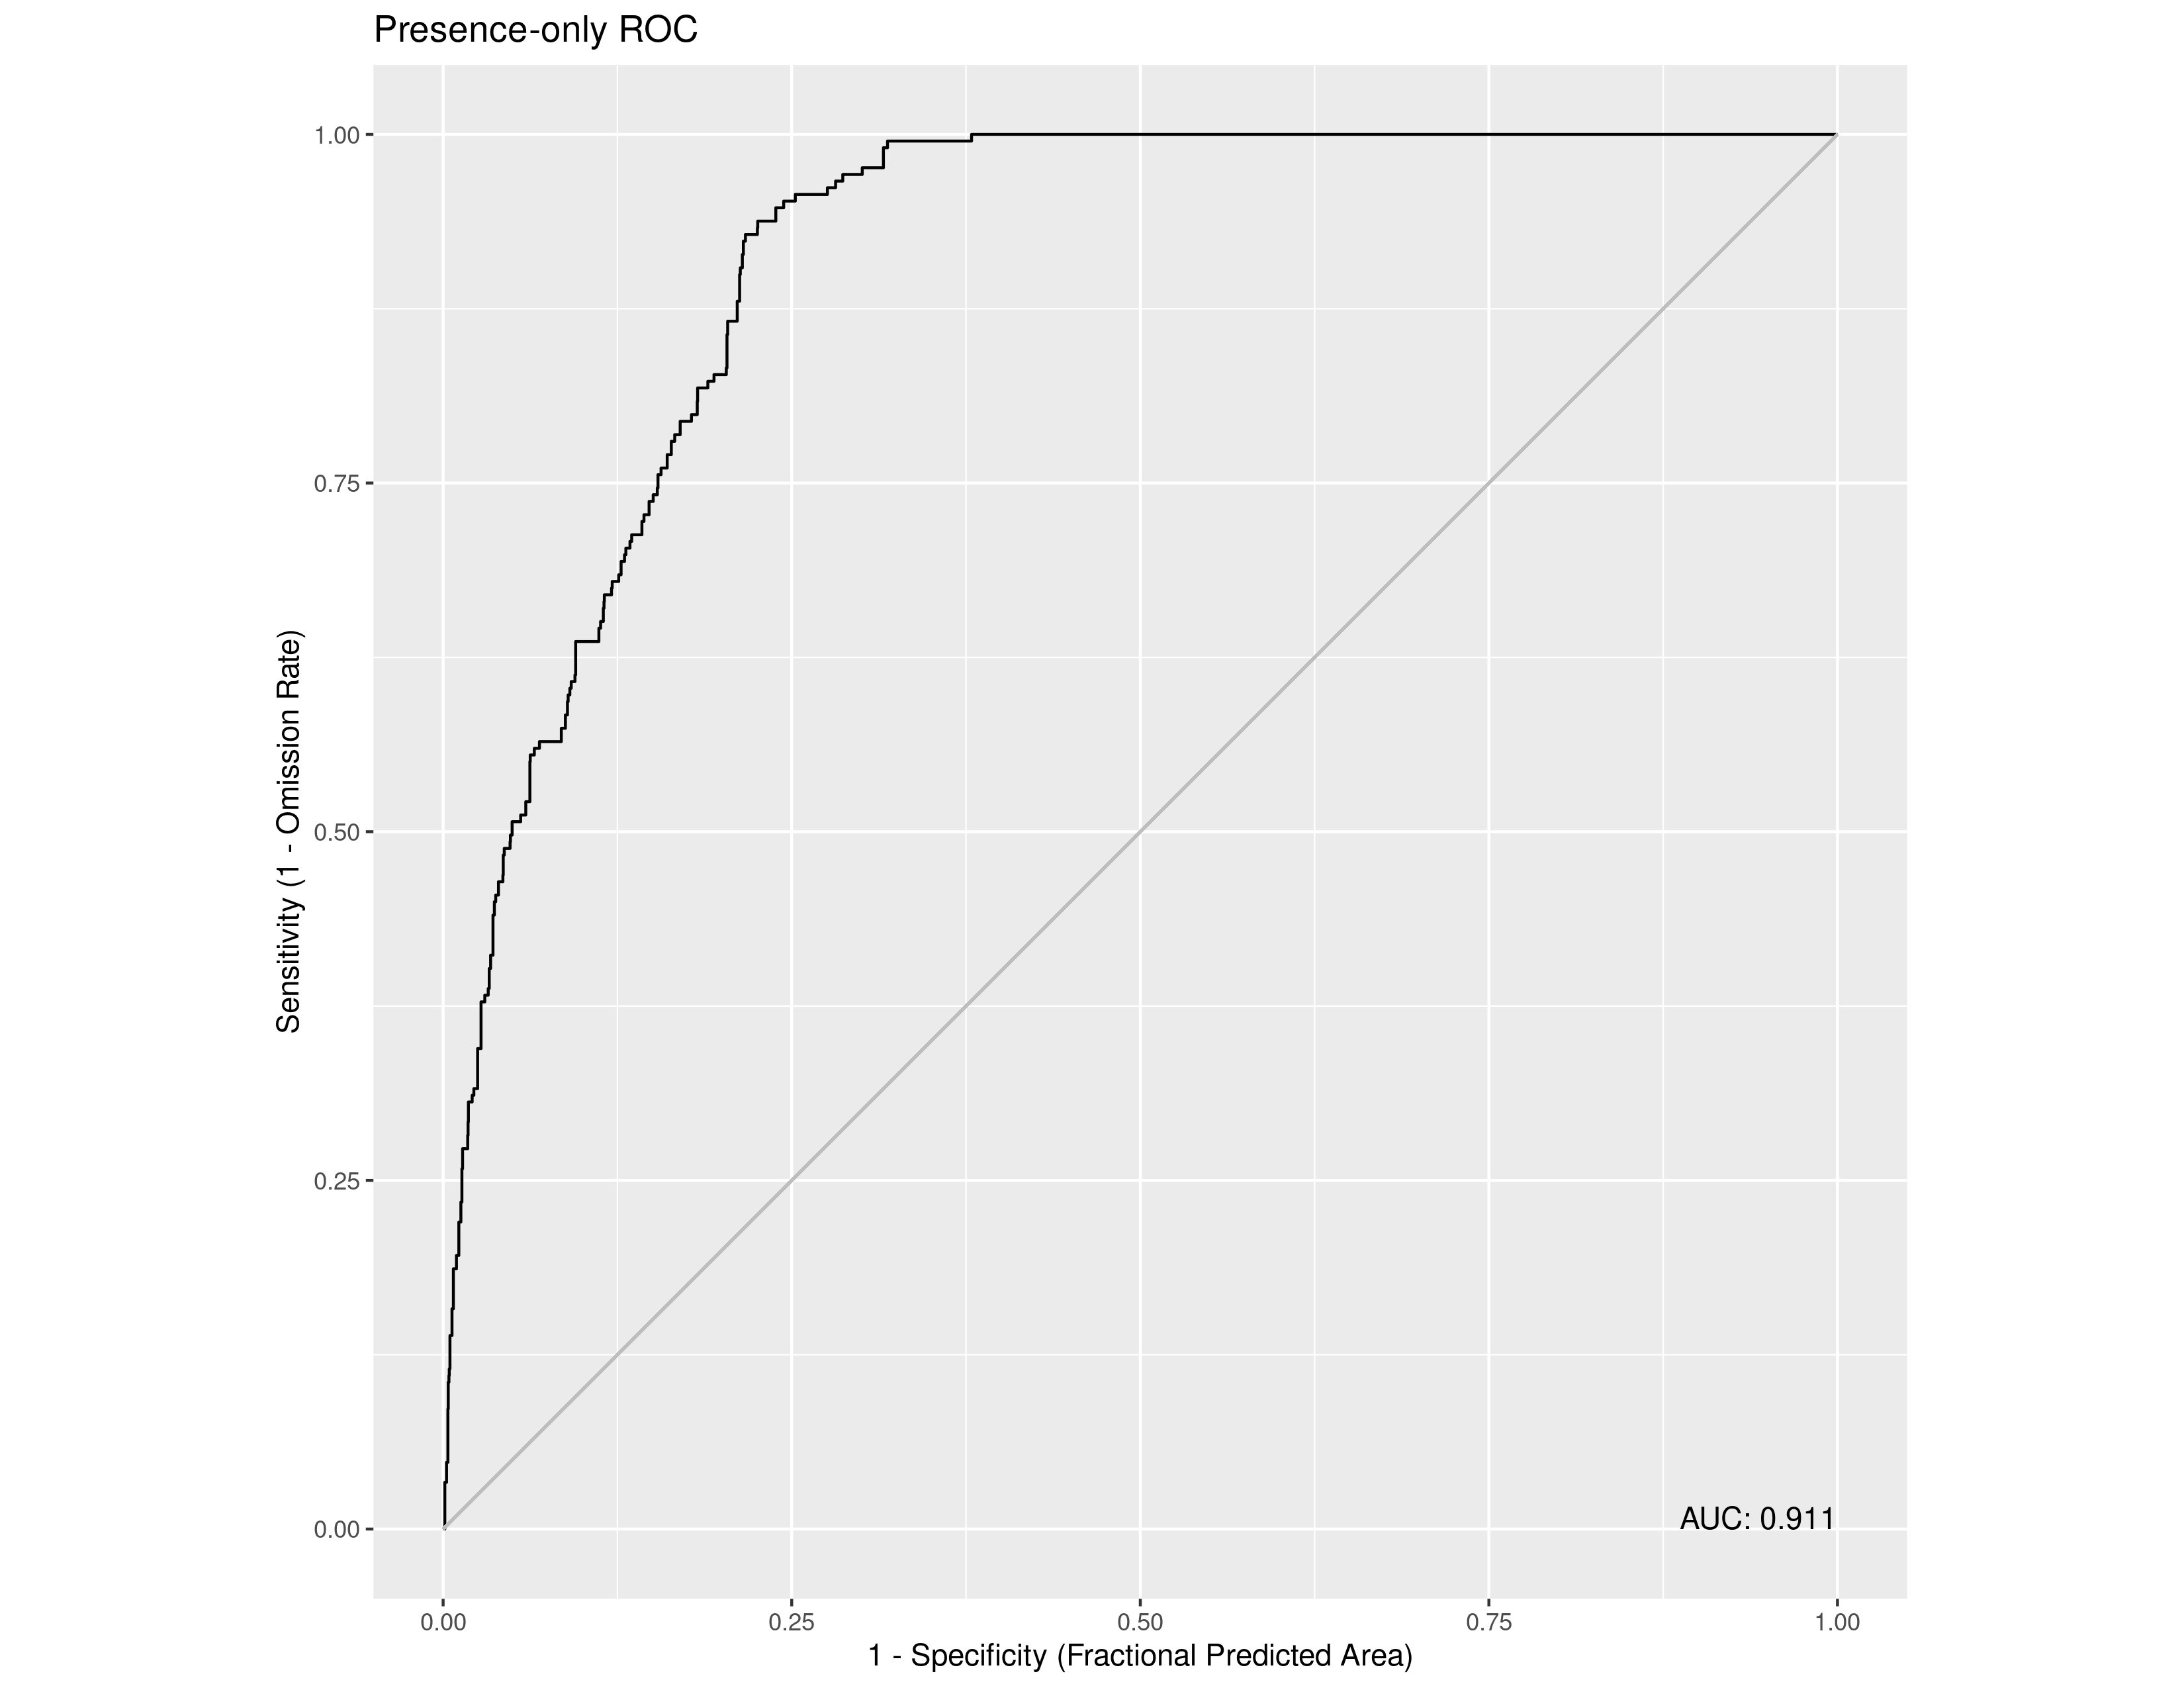 Presence-only ROC
Sensitivity (1 - Omission Rate)
1.00
0.75
0.50
0.25
0.00
AUC: 0.911
0.00 0.25 0.50 0.75 1.00
1 - Specificity (Fractional Predicted Area)